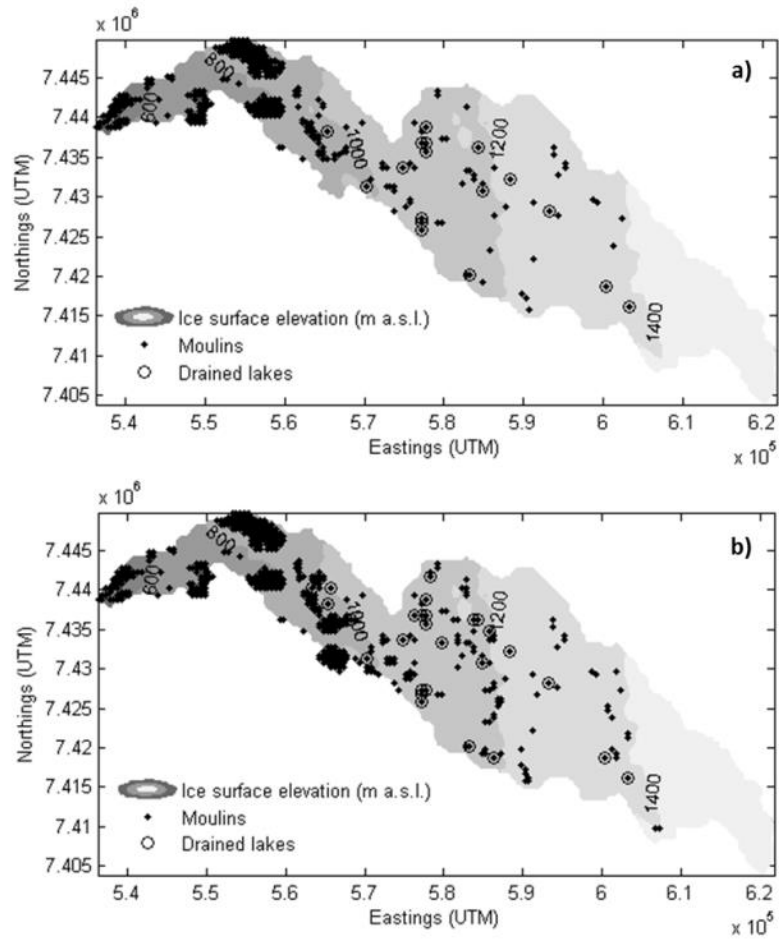 x 10⁶
a)
7.445
7.44
7.435
7.43
7.425
7.42
7.415
7.41
7.405
Northings (UTM)
600
800
1000
1200
1400
Ice surface elevation (m a.s.l.)
Moulins
Drained lakes
5.4 5.5 5.6 5.7 5.8 5.9 6 6.1 6.2
Eastings (UTM)
x 10⁵
x 10⁶
b)
7.445
7.44
7.435
7.43
7.425
7.42
7.415
7.41
7.405
Northings (UTM)
600
800
1000
1200
1400
Ice surface elevation (m a.s.l.)
Moulins
Drained lakes
5.4 5.5 5.6 5.7 5.8 5.9 6 6.1 6.2
Eastings (UTM)
x 10⁵